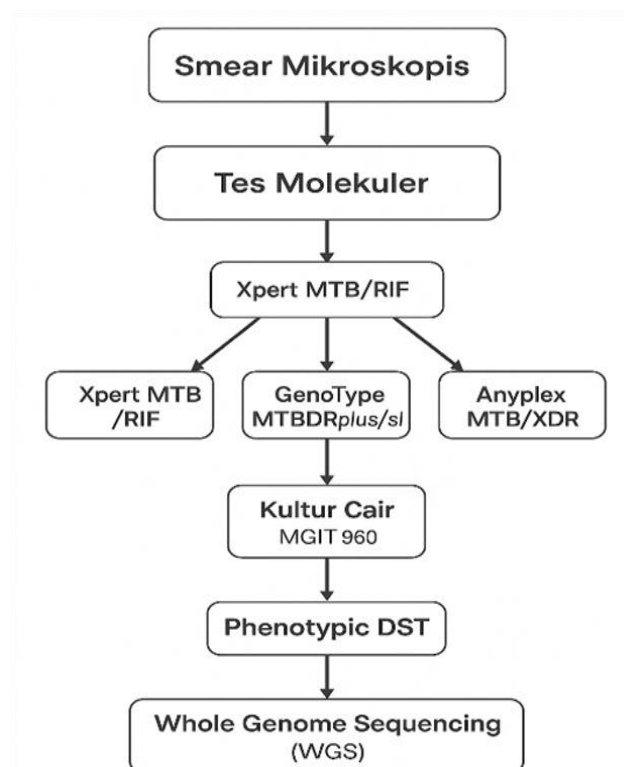 Smear Mikroskopis
Tes Molekuler
Xpert MTB/RIF
Xpert MTB
/RIF
GenoType
MTBDRplus/sl
Anyplex
MTB/XDR
Kultur Cair
MGIT 960
Phenotypic DST
Whole Genome Sequencing
(WGS)